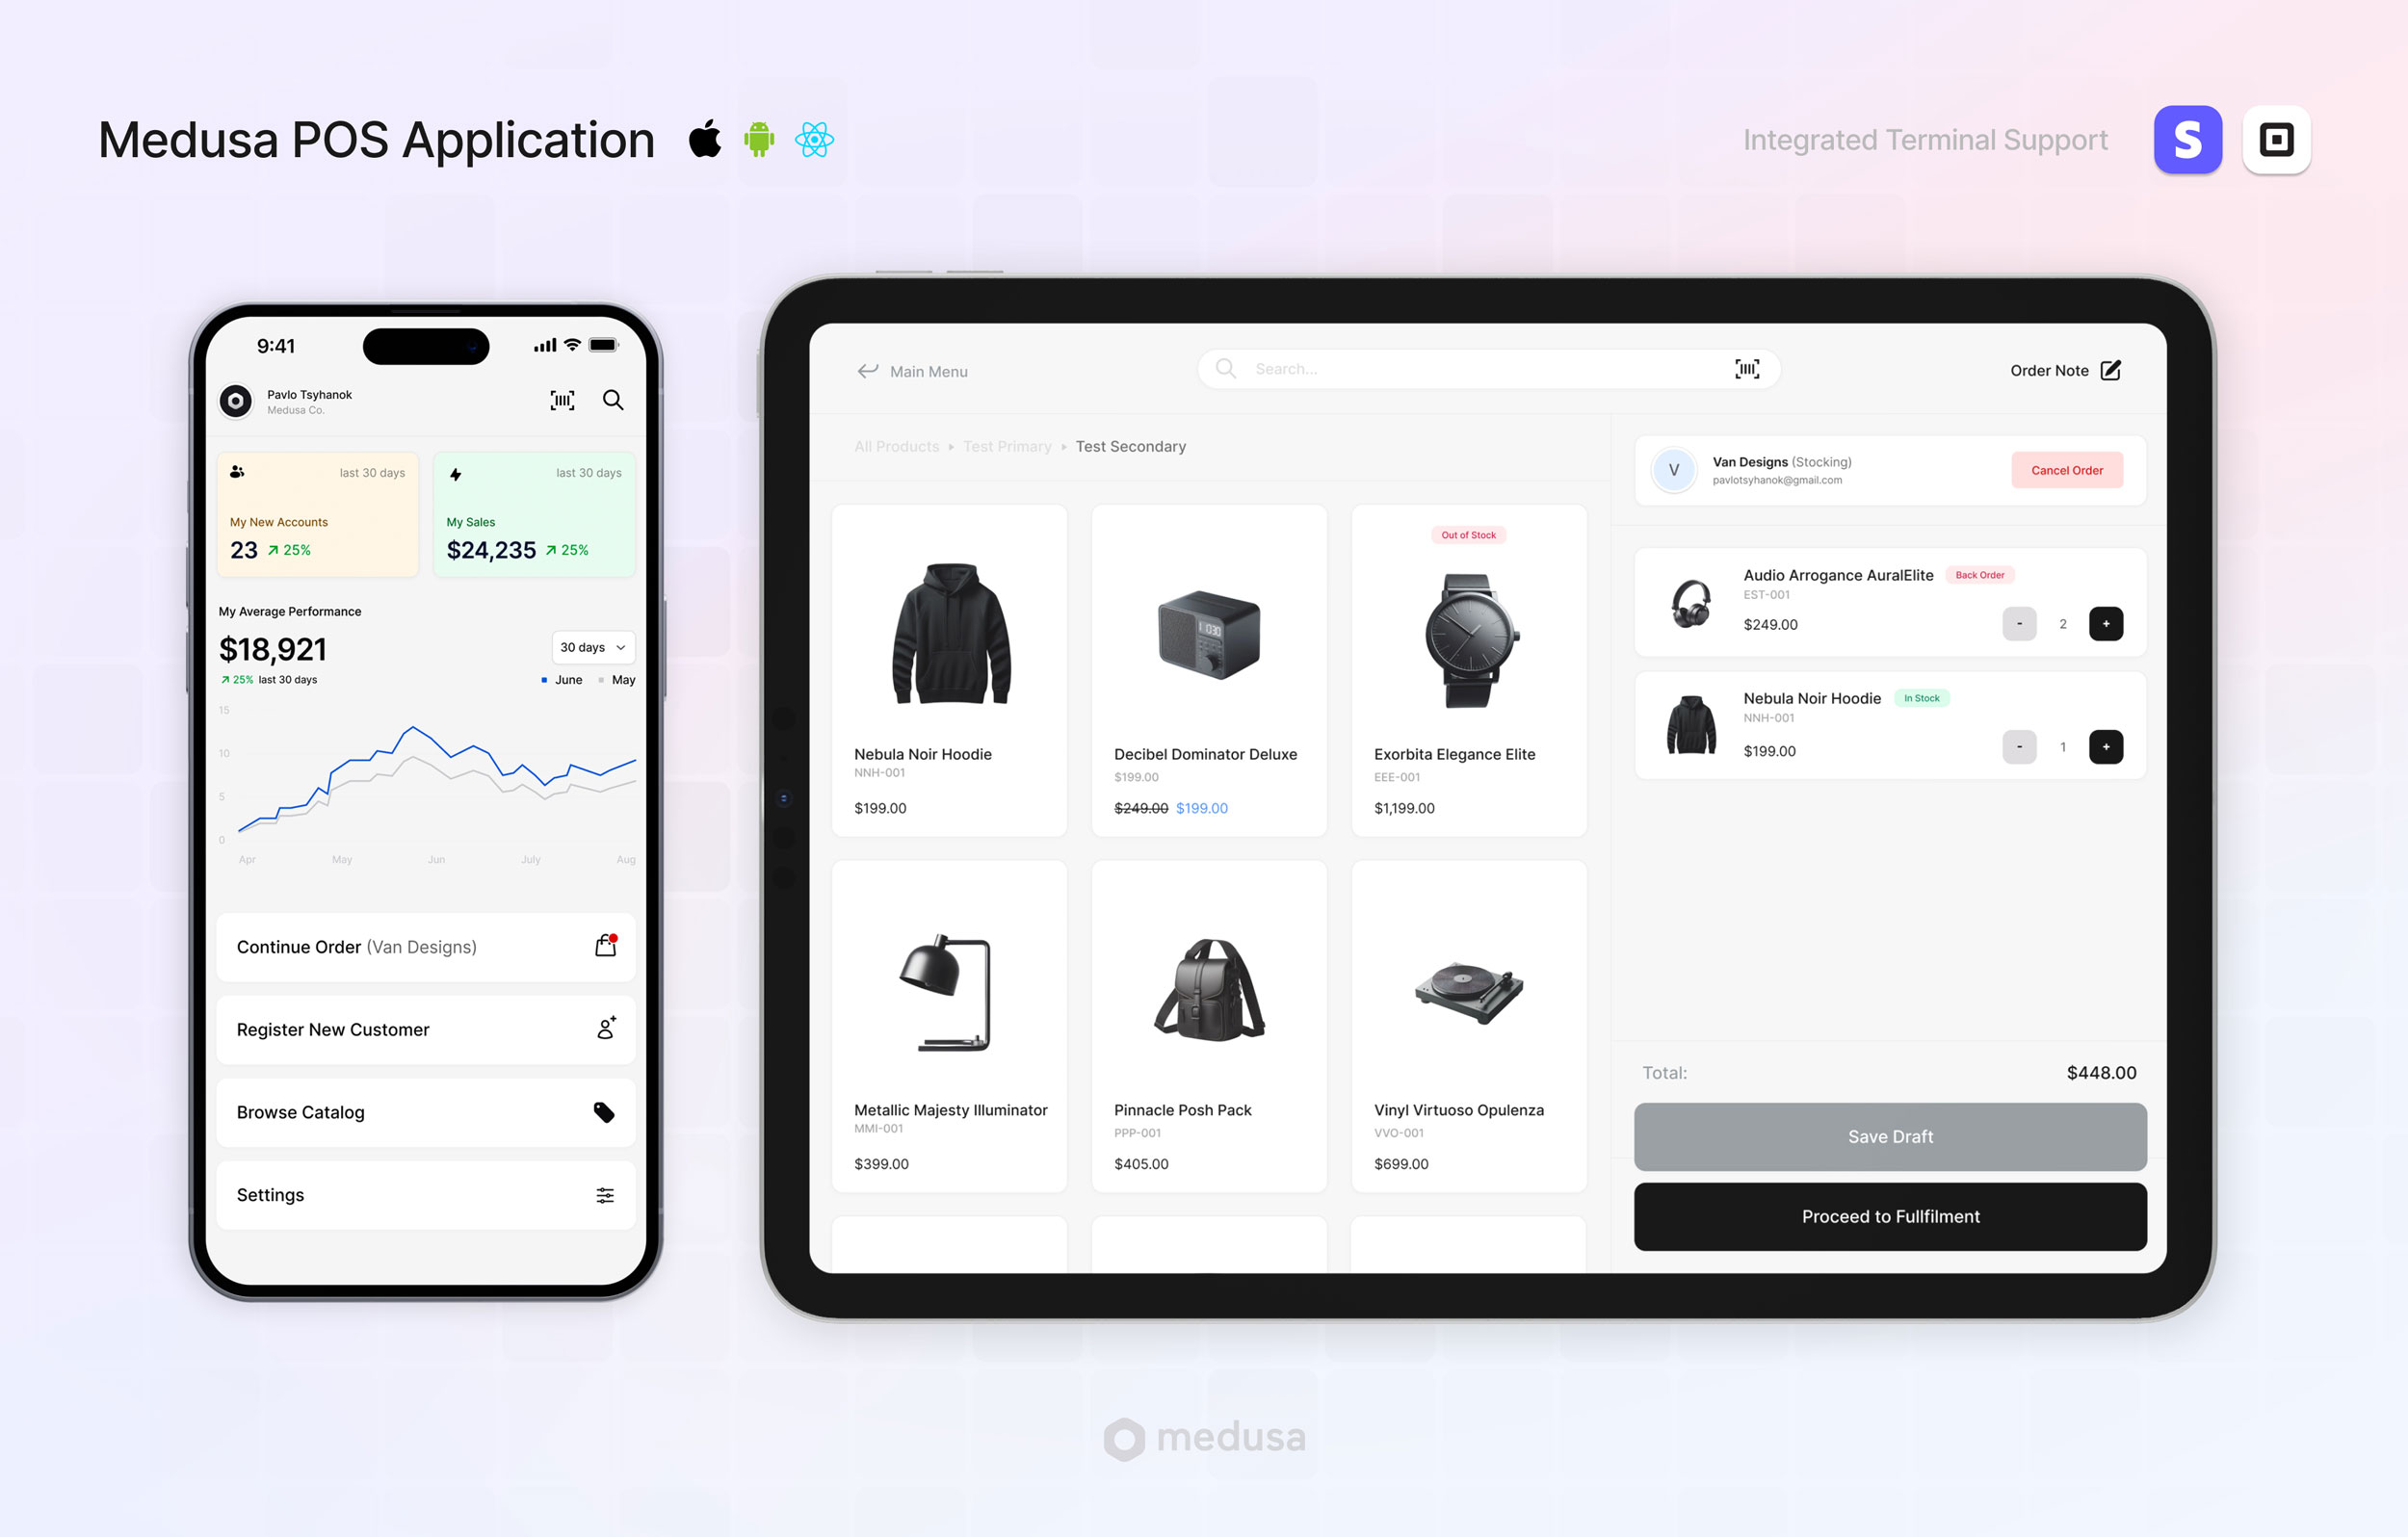 Medusa POS Application
Integrated Terminal Support
S
9:41
Pavlo Tsyhanok
Medusa Co.
last 30 days
My New Accounts
23 25%
last 30 days
My Sales
$24,235 25%
My Average Performance
$18,921
30 days
25% last 30 days
June May
15
10
5
0
Apr May Jun July Aug
Continue Order (Van Designs)
Register New Customer
Browse Catalog
Settings
Main Menu
Search...
Order Note
All Products Test Primary Test Secondary
Nebula Noir Hoodie
NNH-001
$199.00
1030
Decibel Dominator Deluxe
$199.00
$249.00 $199.00
Out of Stock
Exorbita Elegance Elite
EEE-001
$1,199.00
Metallic Majesty Illuminator
MMI-001
$399.00
Pinnacle Posh Pack
PPP-001
$405.00
Vinyl Virtuoso Opulenza
VVO-001
$699.00
V
Van Designs (Stocking)
pavlotsyhanok@gmail.com
Cancel Order
Audio Arrogance AuralElite Back Order
EST-001
$249.00
- 2 +
Nebula Noir Hoodie In Stock
NNH-001
$199.00
- 1 +
Total: $448.00
Save Draft
Proceed to Fullfilment
medusa